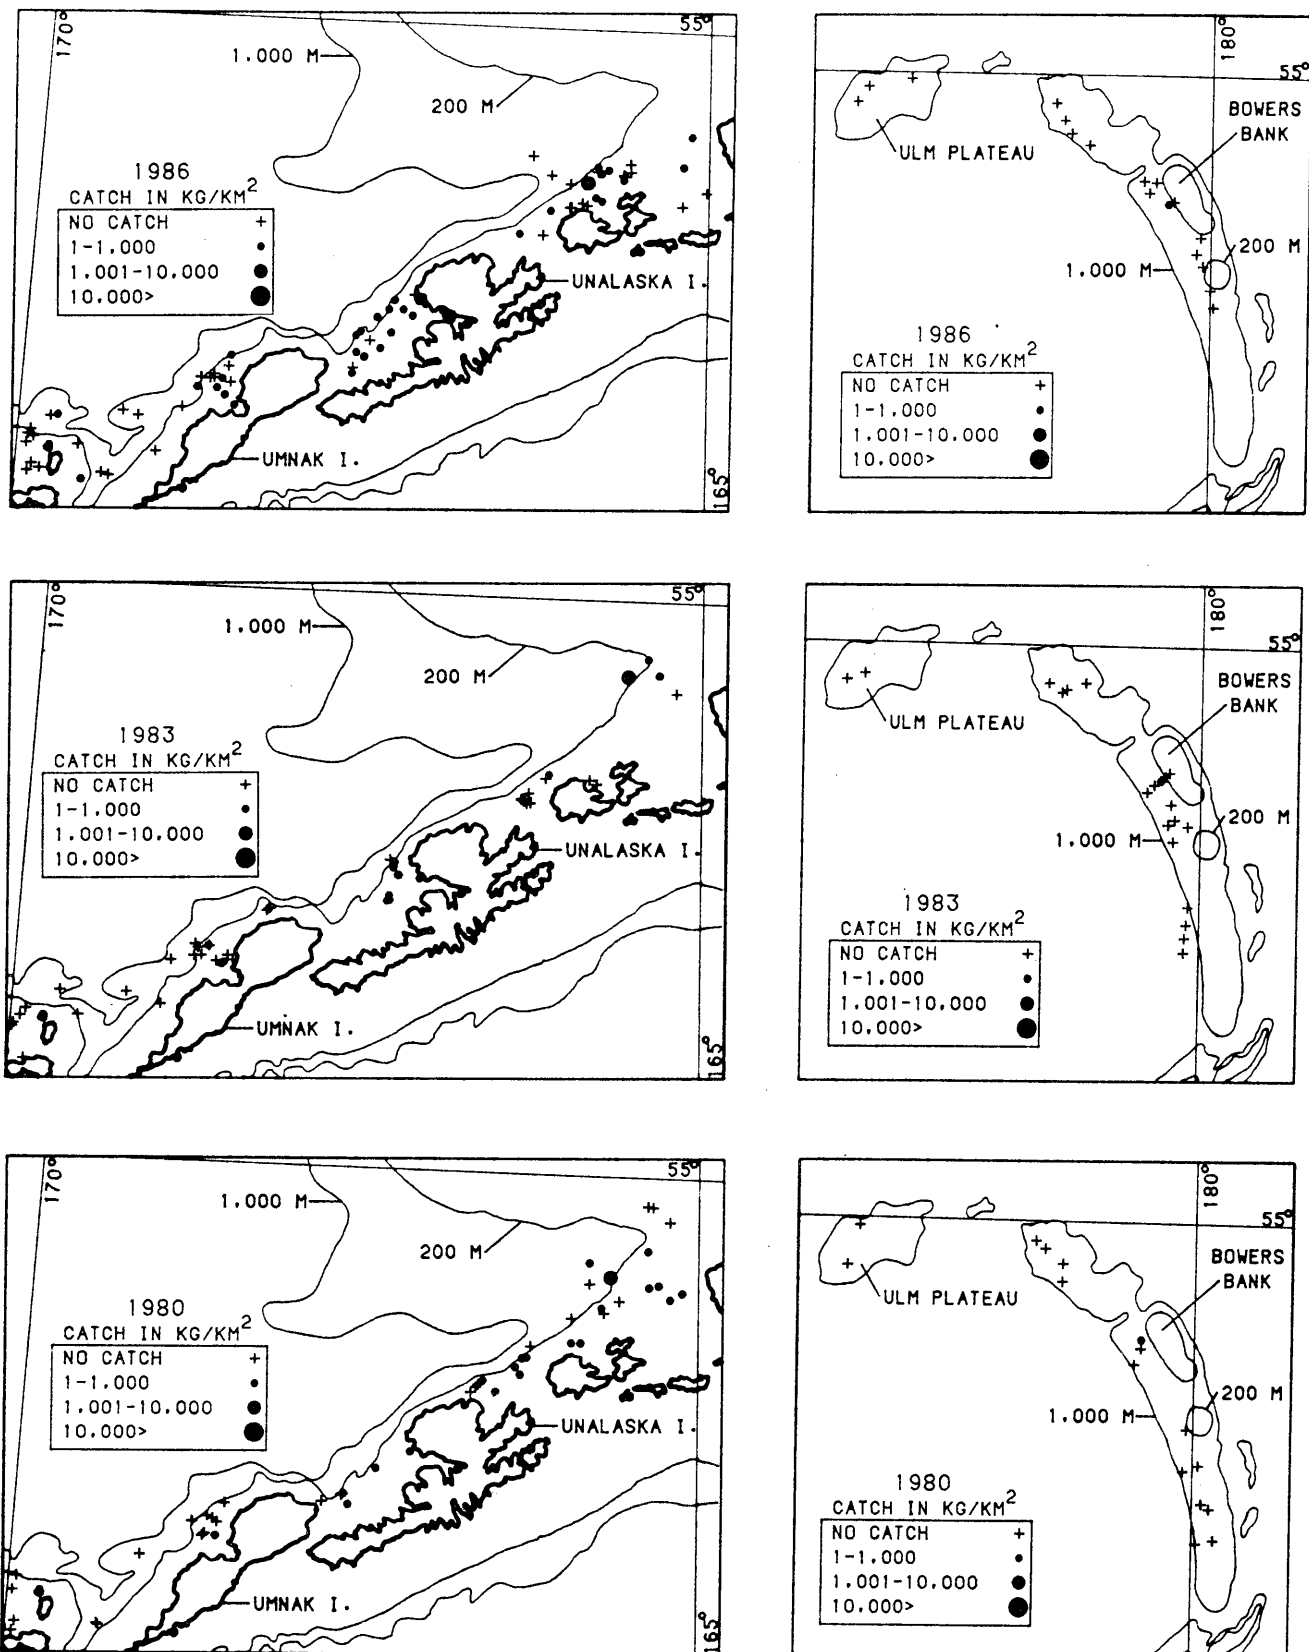 170°
55°
1.000 M
200 M
1986
CATCH IN KG/KM²
NO CATCH +
1-1.000
1.001-10.000
10.000>
UNALASKA I.
UMNAK I.
165°
180°
55°
BOWERS
BANK
ULM PLATEAU
200 M
1.000 M
1986
CATCH IN KG/KM²
NO CATCH +
1-1.000
1.001-10.000
10.000>
170°
55°
1.000 M
200 M
1983
CATCH IN KG/KM²
NO CATCH +
1-1.000
1.001-10.000
10.000>
UNALASKA I.
UMNAK I.
165°
180°
55°
BOWERS
BANK
ULM PLATEAU
200 M
1.000 M
1983
CATCH IN KG/KM²
NO CATCH +
1-1.000
1.001-10.000
10.000>
170°
55°
1.000 M
200 M
1980
CATCH IN KG/KM²
NO CATCH +
1-1.000
1.001-10.000
10.000>
UNALASKA I.
UMNAK I.
165°
180°
55°
BOWERS
BANK
ULM PLATEAU
200 M
1.000 M
1980
CATCH IN KG/KM²
NO CATCH +
1-1.000
1.001-10.000
10.000>